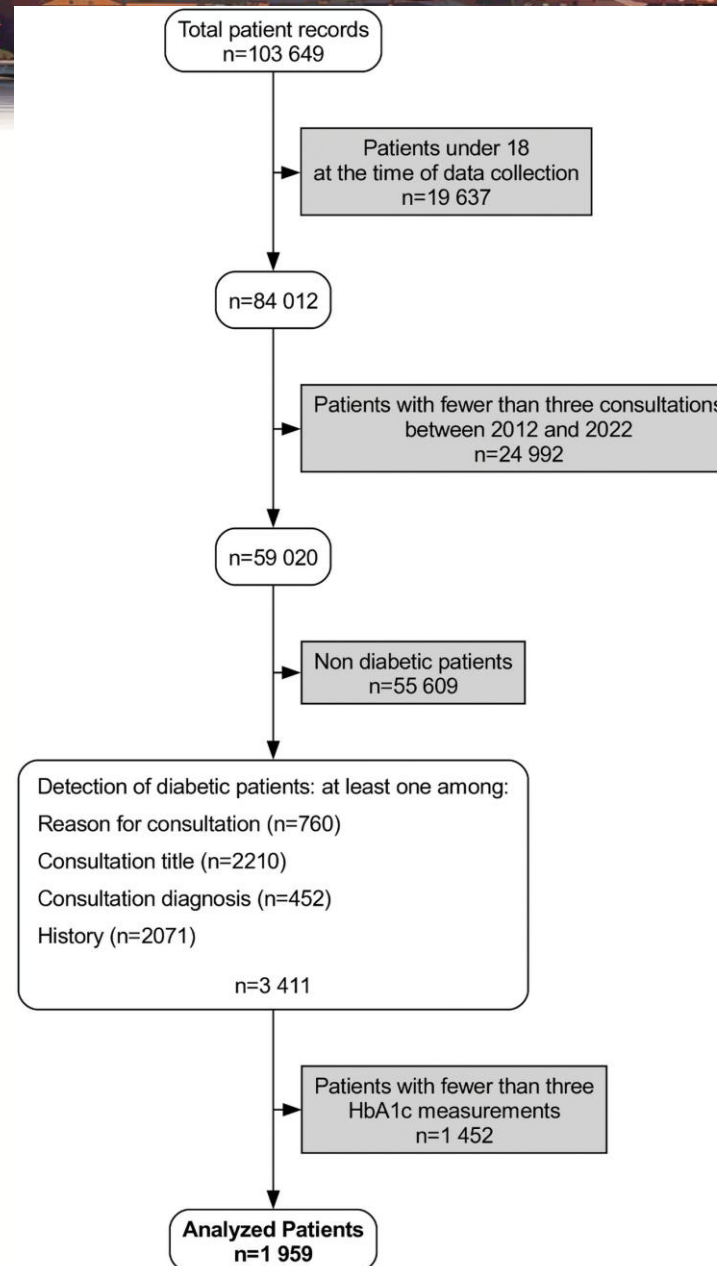 Total patient records
n=103 649
Patients under 18
at the time of data collection
n=19 637
n=84 012
Patients with fewer than three consultations
between 2012 and 2022
n=24 992
n=59 020
Non diabetic patients
n=55 609
Detection of diabetic patients: at least one among:
Reason for consultation (n=760)
Consultation title (n=2210)
Consultation diagnosis (n=452)
History (n=2071)
n=3 411
Patients with fewer than three
HbA1c measurements
n=1 452
Analyzed Patients
n=1 959